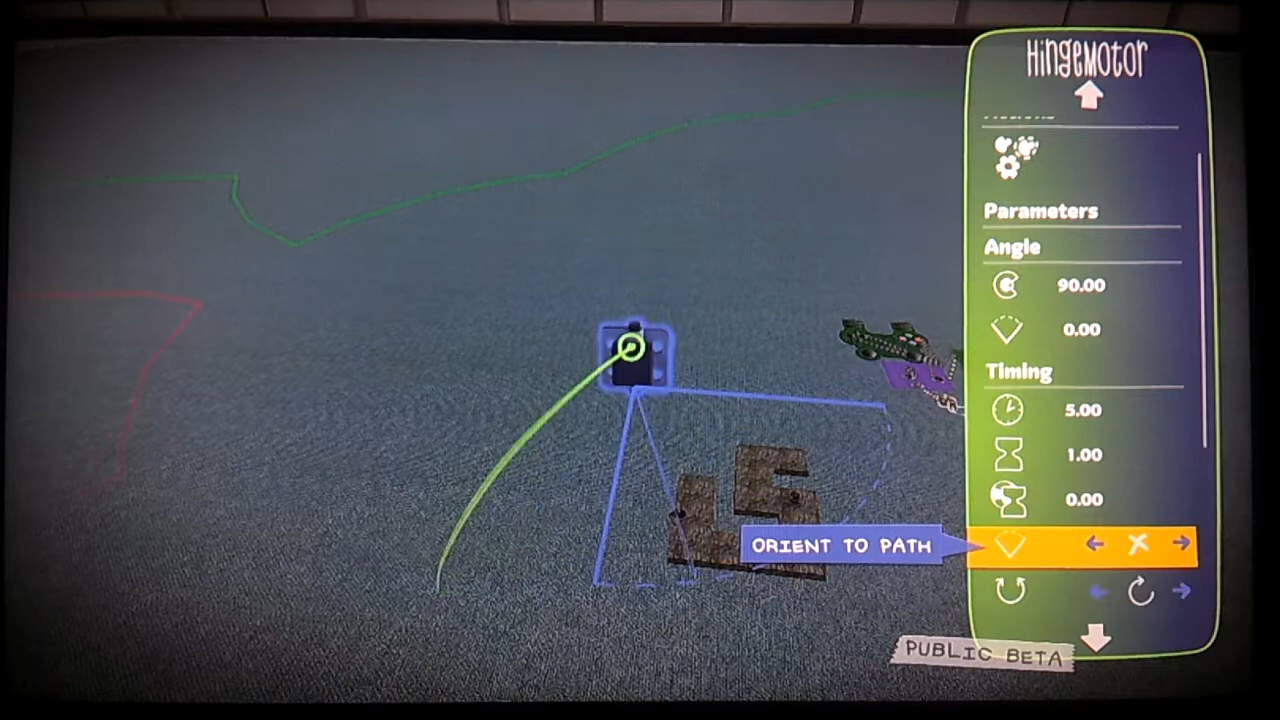 HingeMotor
Parameters
Angle
90.00
0.00
Timing
5.00
1.00
0.00
ORIENT TO PATH
PUBLIC BETA